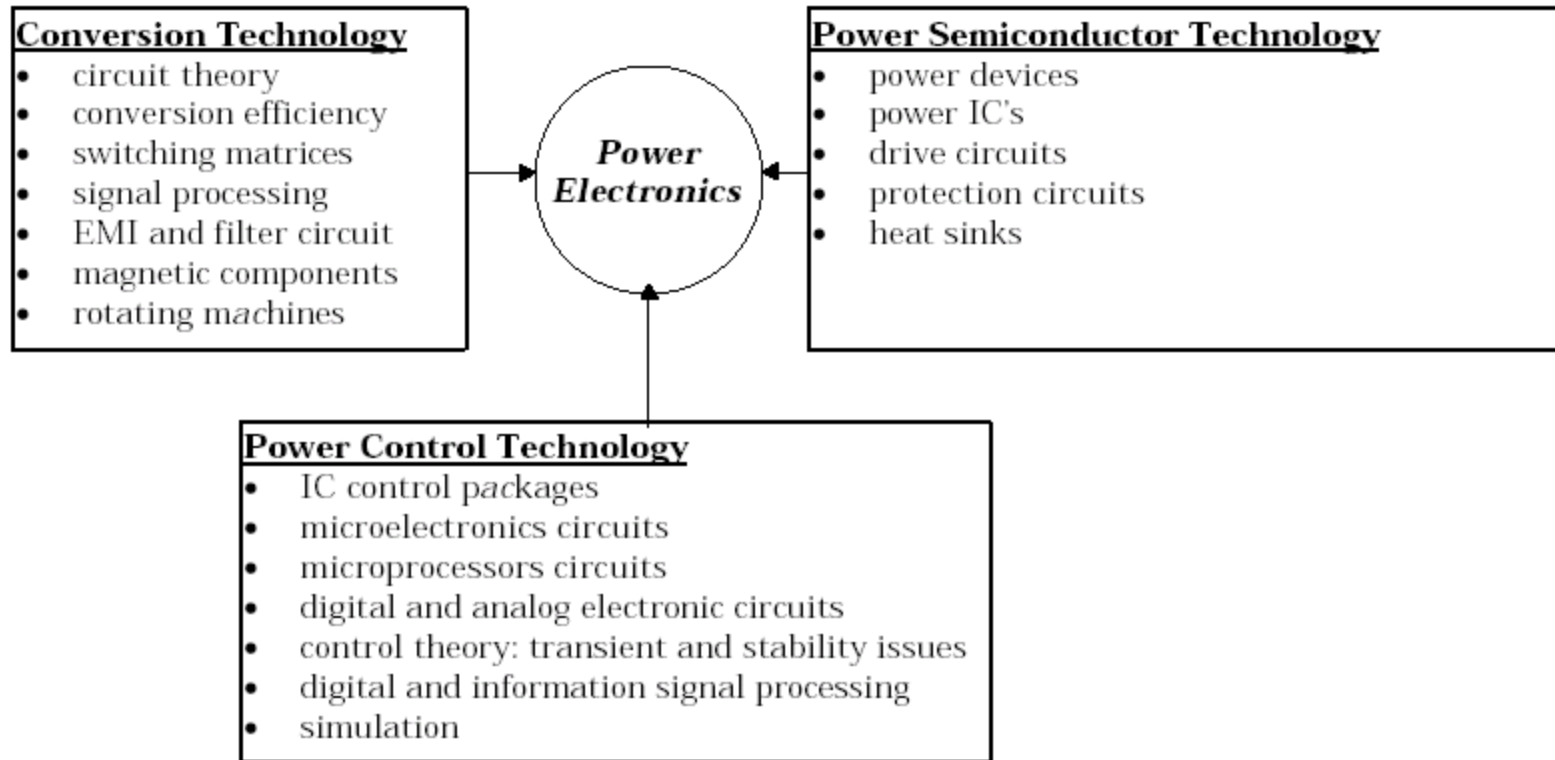 Conversion Technology
• circuit theory
• conversion efficiency
• switching matrices
• signal processing
• EMI and filter circuit
• magnetic components
• rotating machines
Power
Electronics
Power Semiconductor Technology
• power devices
• power IC's
• drive circuits
• protection circuits
• heat sinks
Power Control Technology
• IC control packages
• microelectronics circuits
• microprocessors circuits
• digital and analog electronic circuits
• control theory: transient and stability issues
• digital and information signal processing
• simulation